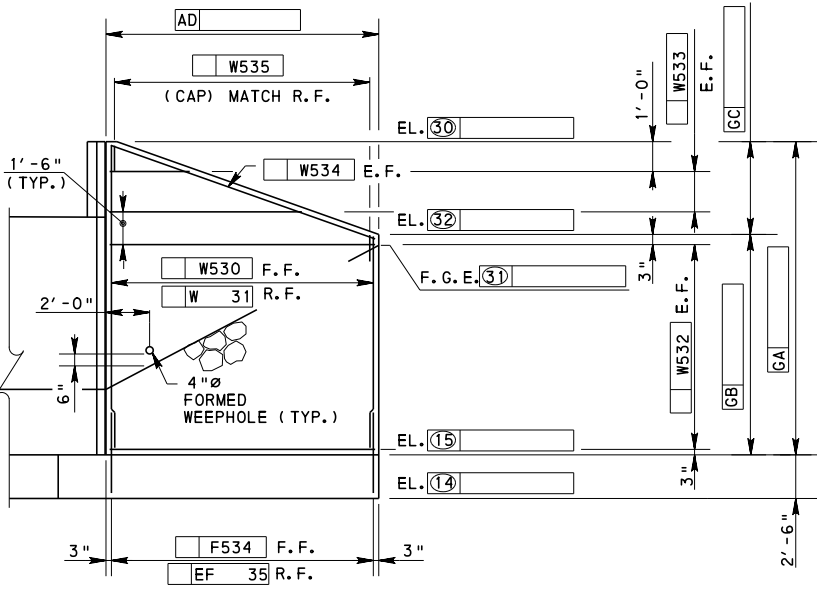 AD
W535
(CAP) MATCH R.F.
1'-0"
W533
E.F.
GC
EL. 30
1'-6"
(TYP.)
W534 E.F.
EL. 32
W530 F.F.
W 31 R.F.
F.G.E. 31
3"
W532 E.F.
GB
GA
2'-0"
6"
4"Ø
FORMED
WEEPHOLE (TYP.)
EL. 15
3"
EL. 14
2'-6"
3"
F534 F.F.
3"
EF 35 R.F.